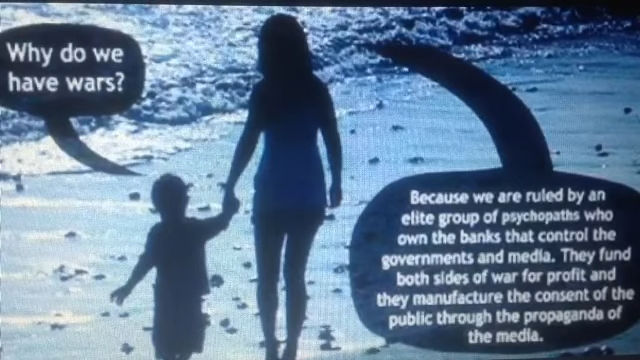 Why do we
have wars?
Because we are ruled by an
elite group of psychopaths who
own the banks that control the
governments and media. They fund
both sides of war for profit and
they manufacture the consent of the
public through the propaganda of
the media.